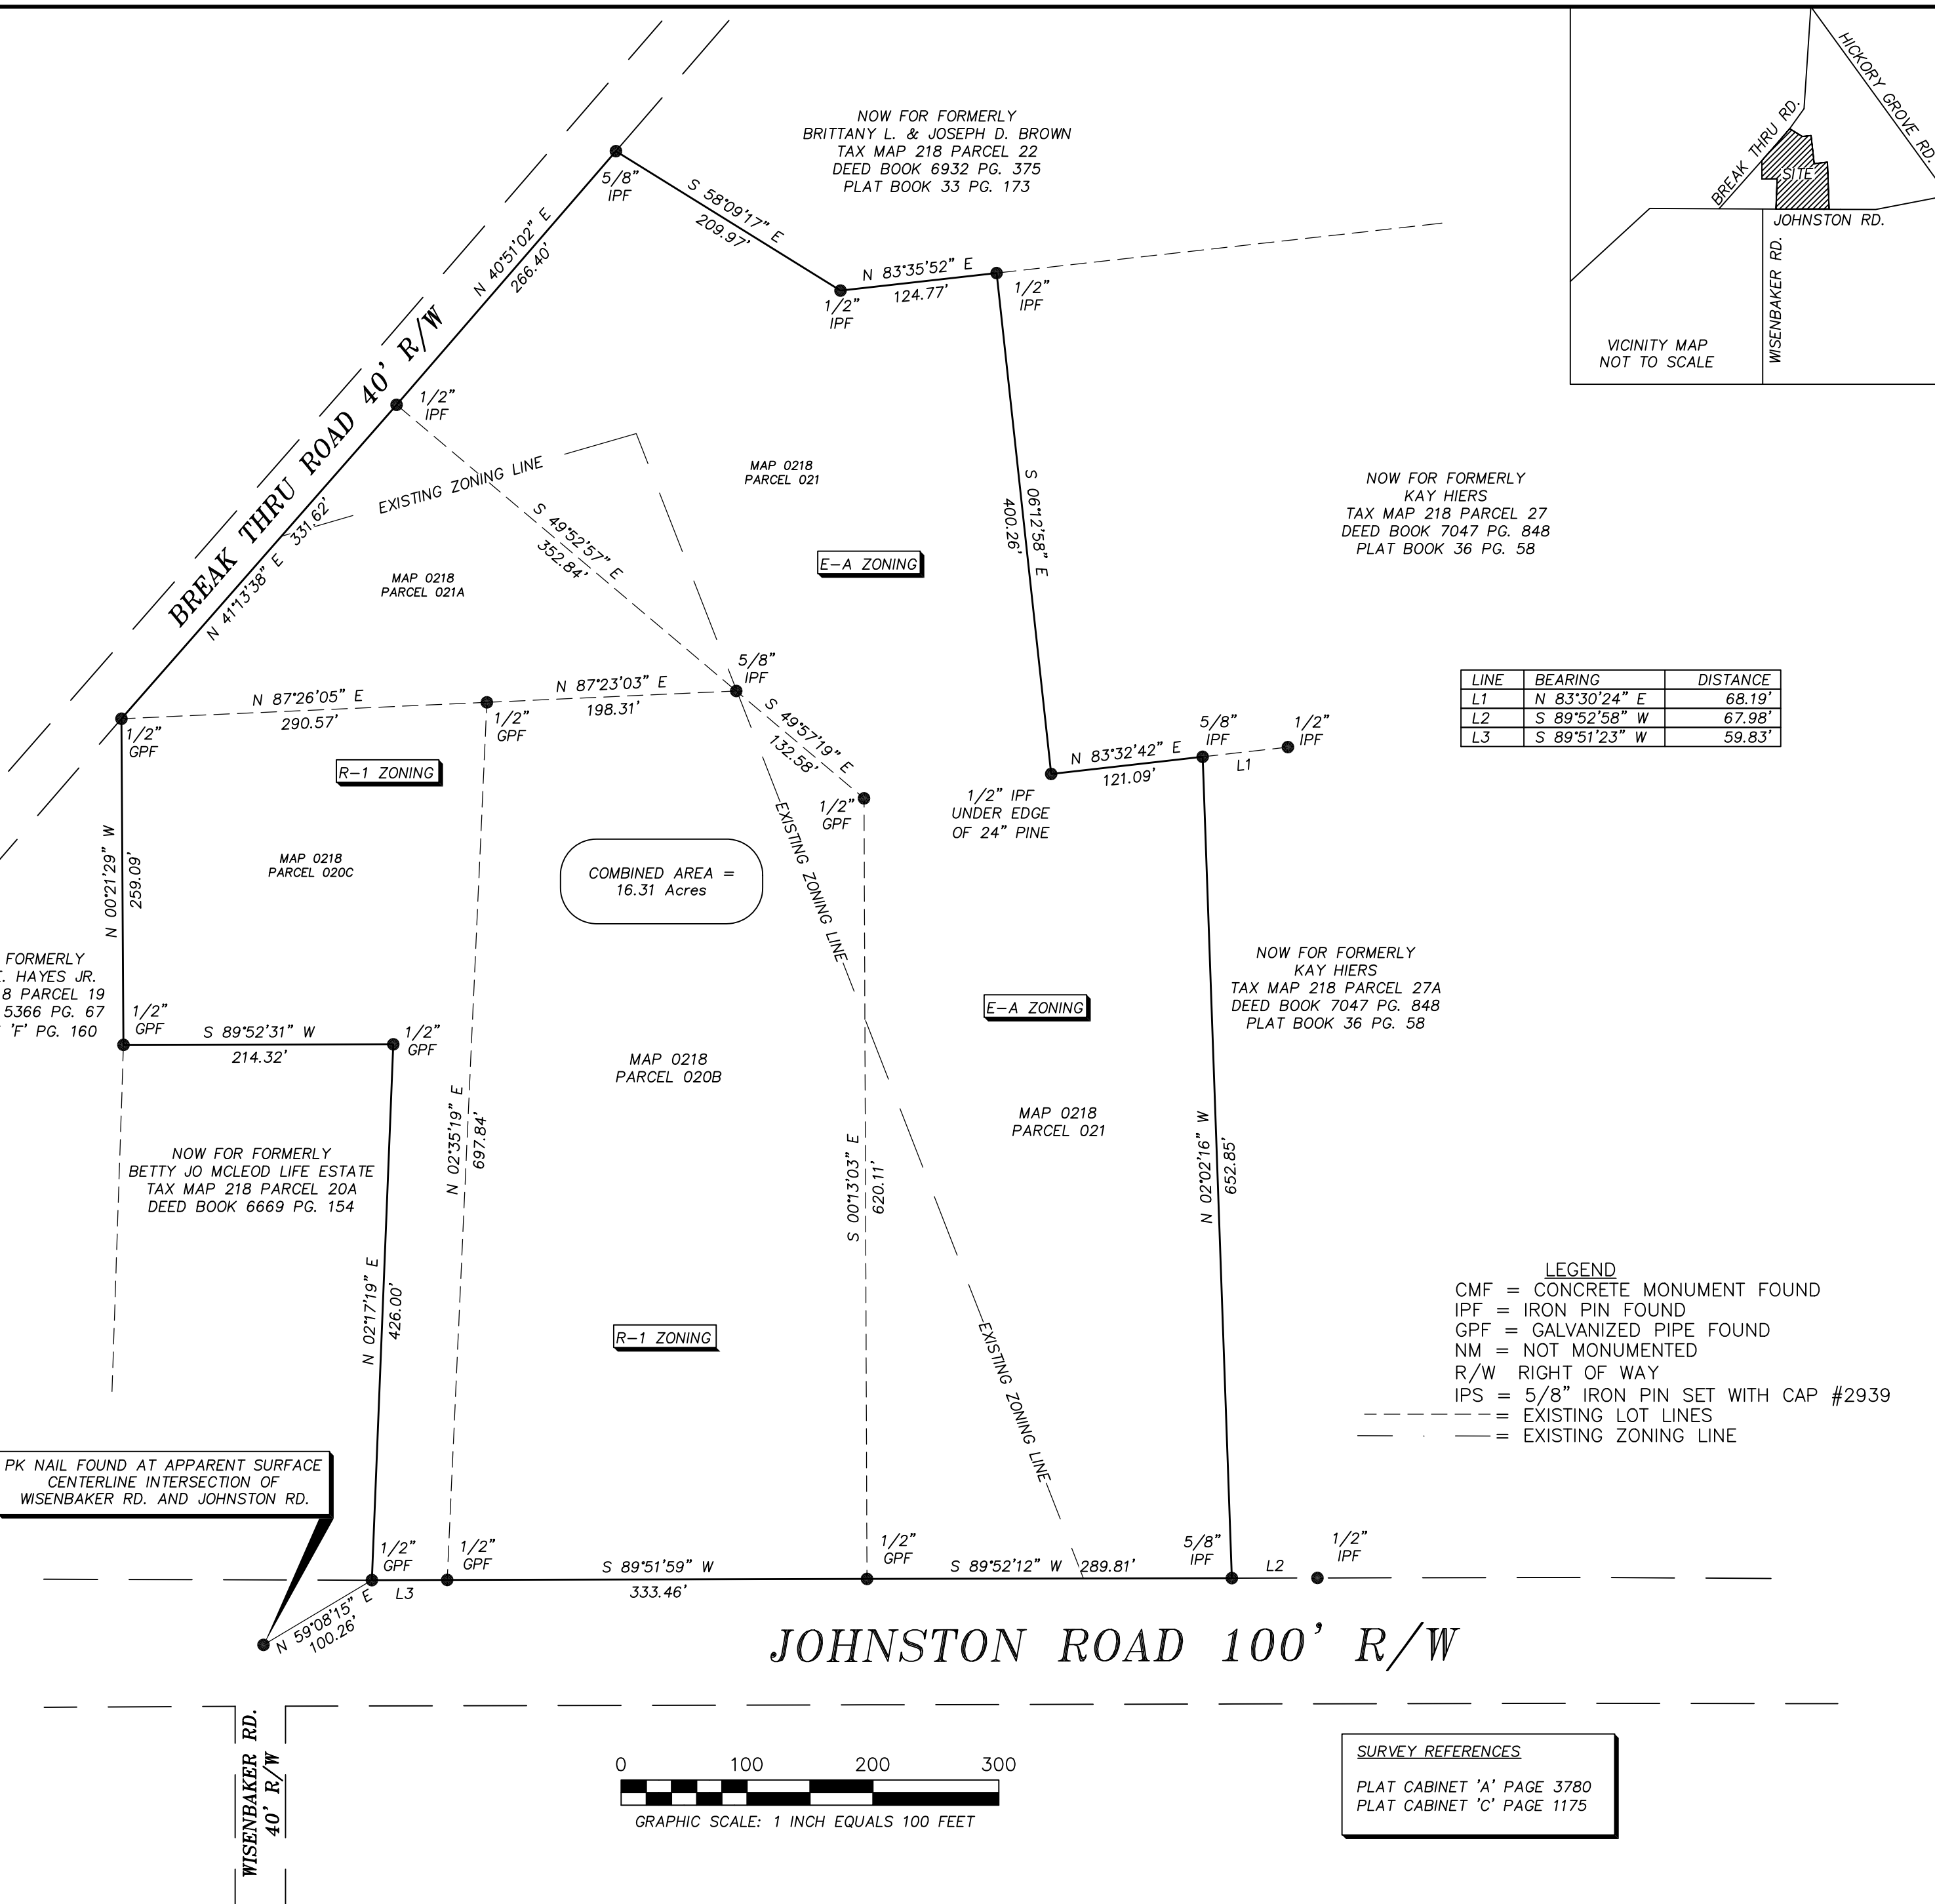 NOW FOR FORMERLY
BRITTANY L. & JOSEPH D. BROWN
TAX MAP 218 PARCEL 22
DEED BOOK 6932 PG. 375
PLAT BOOK 33 PG. 173
HICKORY GROVE RD.
BREAK THRU RD.
SITE
JOHNSTON RD.
WISENBAKER RD.
VICINITY MAP
NOT TO SCALE
5/8"
IPF
S 58°09'17" E
209.97'
N 40°51'02" E
266.40'
N 83°35'52" E
124.77'
1/2"
IPF
1/2"
IPF
BREAK THRU ROAD 40' R/W
1/2"
IPF
EXISTING ZONING LINE
N 41°13'38" E 331.62'
MAP 0218
PARCEL 021
S 49°52'57" E
352.84'
S 06°12'58" E
400.26'
NOW FOR FORMERLY
KAY HIERS
TAX MAP 218 PARCEL 27
DEED BOOK 7047 PG. 848
PLAT BOOK 36 PG. 58
E-A ZONING
MAP 0218
PARCEL 021A
5/8"
IPF
N 87°26'05" E
290.57'
N 87°23'03" E
198.31'
1/2"
GPF
1/2"
GPF
S 49°57'19" E
132.58'
1/2"
GPF
LINE BEARING DISTANCE
L1 N 83°30'24" E 68.19'
L2 S 89°52'58" W 67.98'
L3 S 89°51'23" W 59.83'
5/8"
IPF
1/2"
IPF
N 83°32'42" E
121.09'
L1
1/2" IPF
UNDER EDGE
OF 24" PINE
R-1 ZONING
N 00°21'29" W
259.09'
MAP 0218
PARCEL 020C
COMBINED AREA =
16.31 Acres
EXISTING ZONING LINE
FORMERLY
E. HAYES JR.
8 PARCEL 19
5366 PG. 67
'F' PG. 160
1/2"
GPF
S 89°52'31" W
214.32'
1/2"
GPF
NOW FOR FORMERLY
KAY HIERS
TAX MAP 218 PARCEL 27A
DEED BOOK 7047 PG. 848
PLAT BOOK 36 PG. 58
E-A ZONING
MAP 0218
PARCEL 020B
MAP 0218
PARCEL 021
NOW FOR FORMERLY
BETTY JO MCLEOD LIFE ESTATE
TAX MAP 218 PARCEL 20A
DEED BOOK 6669 PG. 154
N 02°35'19" E
697.84'
S 00°13'03" E
620.11'
N 02°02'16" W
652.85'
N 02°17'19" E
426.00'
R-1 ZONING
EXISTING ZONING LINE
LEGEND
CMF = CONCRETE MONUMENT FOUND
IPF = IRON PIN FOUND
GPF = GALVANIZED PIPE FOUND
NM = NOT MONUMENTED
R/W RIGHT OF WAY
IPS = 5/8" IRON PIN SET WITH CAP #2939
= EXISTING LOT LINES
= EXISTING ZONING LINE
PK NAIL FOUND AT APPARENT SURFACE
CENTERLINE INTERSECTION OF
WISENBAKER RD. AND JOHNSTON RD.
1/2"
GPF
1/2"
GPF
L3
S 89°51'59" W
333.46'
1/2"
GPF
S 89°52'12" W 289.81'
5/8"
IPF
L2
1/2"
IPF
N 59°08'15" E
100.26'
JOHNSTON ROAD 100' R/W
WISENBAKER RD.
40' R/W
0 100 200 300
GRAPHIC SCALE: 1 INCH EQUALS 100 FEET
SURVEY REFERENCES
PLAT CABINET 'A' PAGE 3780
PLAT CABINET 'C' PAGE 1175